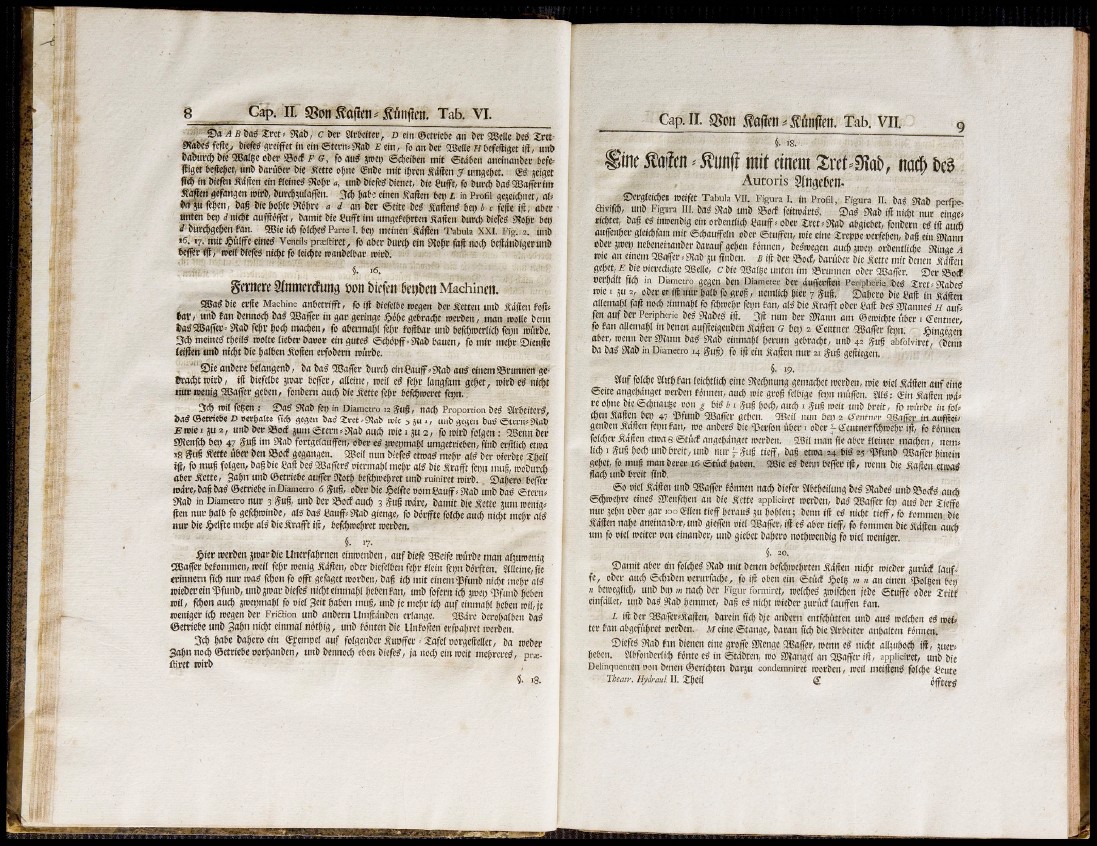 8 Cap. II. Von Kasten-Künsten. Tab. VI.
Da A B das Tret-Rad, C der Arbeiter, D ein Getriebe an der Welle des Tret-
Rades feste, dieses greiffet in ein Stern-Rad E ein, so an der Welle H befestiget ist, und
dadurch die Waltze oder Bock F G, so aus zwey Scheiben mit Stäben aneinander befe-
stiget bestehet, und darüber die Kette ohne Ende mit ihren Kästen J umgehet. Es zeiget
sich in diesen Kästen ein kleines Rohr a, und dieses dienet, die Lufft, so durch das Wasser im
Kasten gefangen wird, durchzulassen. Ich habe einen Kasten bey L in Profil gezeichnet, al-
da zu sehen, daß die hohle Röhre a d an der Seite des Kastens bey b c feste ist, aber
unten bey d nicht aufstösset, damit die Lufft im umgekehrten Kasten durch dieses Rohr bey
d durchgehen kan. Wie ich solches Parte I. bey meinen Kästen Tabula XXI. Fig. 2. und
16. 17. mit Hülffe eines Ventils præstiret, so aber durch ein Rohr fast noch beständiger und
besser ist, weil dieses nicht so leichte wandelbar wird.
§. 16.
Fernere Anmerckung von diesen beyden Machinen.
Was die erste Machine anbetrifft, so ist dieselbe wegen der Ketten und Kästen kost-
bar, und kan dennoch das Wasser in gar geringe Höhe gebracht werden, man wolle denn
das Wasser-Rad sehr hoch machen, so abermahl sehr kostbar und beschwerlich seyn würde.
Ich meines theils wolte lieber davor ein gutes Schöpff-Rad bauen, so mir mehr Dienste
leisten und nicht die halben Kosten erfodern würde.
Die andere belangend, da das Wasser durch ein Lauff-Rad aus einem Brunnen ge-
bracht wird, ist dieselbe zwar besser, alleine, weil es sehr langsam gehet, wird es nicht
nur wenig Wasser geben, sondern auch die Kette sehr beschweret seyn.
Ich wil setzen: Das Rad sey in Diametro 12 Fuß, nach Proportion des Arbeiters,
das Getriebe D verhalte sich gegen das Tret-Rad wie 5 zu 1, und gegen das Stern-Rad
E wie 1 zu 2, und der Bock zum Stern-Rad auch wie 1 zu 2, so wird folgen: Wenn der
Mensch bey 47 Fuß im Rad fortgelauffen, oder es zweymahl umgetrieben, sind erstlich etwa
18 Fuß Kette über den Bock gegangen. Weil nun dieses etwas mehr als der vierdte Theil
ist, so muß folgen, daß die Last des Wassers viermahl mehr als die Krafft seyn muß, wodurch
aber Kette, Zahn und Getriebe ausser Noth beschwehret und ruiniret wird. Dahero besser
wäre, daß das Getriebe in Diametro 6 Fuß, oder die Helfte vom Lauff-Rad und das Stern-
Rad in Diametro nur 3 Fuß, und der Bock auch 3 Fuß wäre, damit die Kette zum wenig-
sten nur halb so geschwinde, als das Lauff-Rad gienge, so dörffte solche auch nicht mehr als
nur die Helfte mehr als die Krafft ist, beschwehret werden.
§. 17.
Hier werden zwar die Unerfahrnen einwenden, auf diese Weise würde man alzuwenig
Wasser bekommen, weil sehr wenig Kästen, oder dieselben sehr klein seyn dörften. Alleine, sie
erinnern sich nur was schon so offt gesaget worden, daß ich mit einem Pfund nicht mehr als
wieder ein Pfund, und zwar dieses nicht einmahl heben kan, und sofern ich zwey Pfund heben
wil, schon auch zweymahl so viel Zeit haben muß, und je mehr ich auf einmahl heben wil, je
weniger ich wegen der Friction und andern Umständen erlange. Wäre derohalben das
Getriebe und Zahn nicht einmal nöthig, und könten die Unkosten erspahret werden.
Ich habe dahero ein Exempel auf folgender Kupffer-Tafel vorgestellet, da weder
Zahn noch Getriebe vorhanden, und dennoch eben dieses, ja noch ein weit mehreres, præ-
stiret wird
§. 18.
Cap. II. Von Kasten-Künsten. Tab. VII. 9
§. 18.
Eine Kasten-Kunst mit einem Tret-Rad, nach des
Autoris Angeben.
Dergleichen weiset Tabula VII. Figura I. in Profil, Figura II. das Rad perspe-
ctivisch, und Figura III. das Rad und Bock seitwärts. Das Rad ist nicht nur einge-
richtet, daß es inwendig ein ordentlich Lauff- oder Tret-Rad abgiebet, sondern es ist auch
aussenher gleichsam mit Schauffeln oder Stuffen, wie eine Treppe versehen, daß ein Mann
oder zwey nebeneinander darauf gehen können, deswegen auch zwey ordentliche Ringe A
wie an einem Wasser-Rad zu finden. B ist der Bock, darüber die Kette mit denen Kästen
gehet, E die viereckigte Welle, C die Waltze unten im Brunnen oder Wasser. Der Bock
verhält sich in Diametro gegen den Diameter der äussersten Peripherie des Tret-Rades
wie 1 zu 2, oder er ist nur halb so groß, nemlich hier 7 Fuß. Dahero die Last in Kästen
allemahl fast noch einmahl so schwehr seyn kan, als die Krafft oder Last des Mannes H aus-
sen auf der Peripherie des Rades ist. Ist nun der Mann am Gewichte über 1 Centner,
so kan allemahl in denen aufsteigenden Kästen G bey 2 Centner Wasser seyn. Hingegen
aber, wenn der Mann das Rad einmahl herum gebracht, und 42 Fuß absolviret, (denn
da das Rad in Diametro 14 Fuß) so ist ein Kasten nur 21 Fuß gestiegen.
§. 19.
Auf solche Arth kan leichtlich eine Rechnung gemachet werden, wie viel Kästen auf eine
Seite angehänget werden können, auch wie groß selbige seyn müssen. Als: Ein Kasten wä-
re ohne die Schnautze von g bis h 1 Fuß hoch, auch 1 Fuß weit und breit, so würde in sol-
chen Kasten bey 47 Pfund Wasser gehen. Weil nun bey 2 Centner Wasser in aufstei-
genden Kästen seyn kan, wo anders die Person über 1 oder Centner schwehr ist, so können
solcher Kästen etwa 8 Stück angehänget werden. Wil man sie aber kleiner machen, nem-
lich 1 Fuß hoch und breit, und nur ½ Fuß tieff, daß etwa 24 bis 25 Pfund Wasser hinein
gehet, so muß man derer 16 Stück haben. Wie es denn besser ist, wenn die Kästen etwas
flach und breit sind.
So viel Kästen und Wasser können nach dieser Abtheilung des Rades und Bocks auch
Schwehre eines Menschen an die Kette appliciret werden, das Wasser sey aus der Tieffe
nur zehn oder gar 100 Ellen tieff heraus zu hohlen; denn ist es nicht tieff, so kommen die
Kästen nahe aneinander, und giessen viel Wasser, ist es aber tieff, so kommen die Kästen auch
um so viel weiter von einander, und giebet dahero nothwendig so viel weniger.
§. 20.
Damit aber ein solches Rad mit denen beschwehrten Kästen nicht wieder zurück lauf-
fe, oder auch Schaden verursache, so ist oben ein Stück Holtz m n an einen Poltzen bey
n beweglich, und bey m nach der Figur formiret, welches zwischen jede Stuffe oder Tritt
einfället, und das Rad hemmet, daß es nicht wieder zurück lauffen kan.
L ist der Wasser-Kasten, darein sich die andern entschütten und aus welchen es wei-
ter kan abgeführet werden. M eine Stange, daran sich die Arbeiter anhalten können.
Dieses Rad kan dienen eine grosse Menge Wasser, wenn es nicht allzuhoch ist, zuer-
heben. Absonderlich könte es in Städten, wo Mangel an Wasser ist, appliciret, und die
Delinquenten von denen Gerichten darzu condemniret worden, weil meistens solche Leute
Theatr. Hydraul II. Theil C öffters